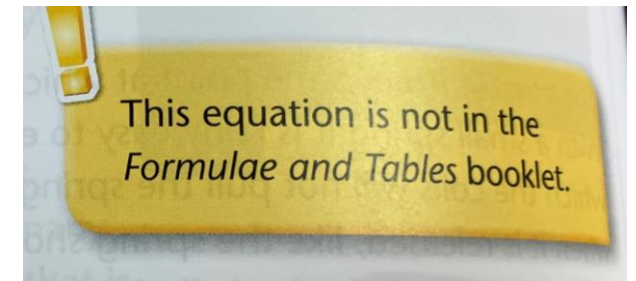 This equation is not in the
Formulae and Tables booklet.